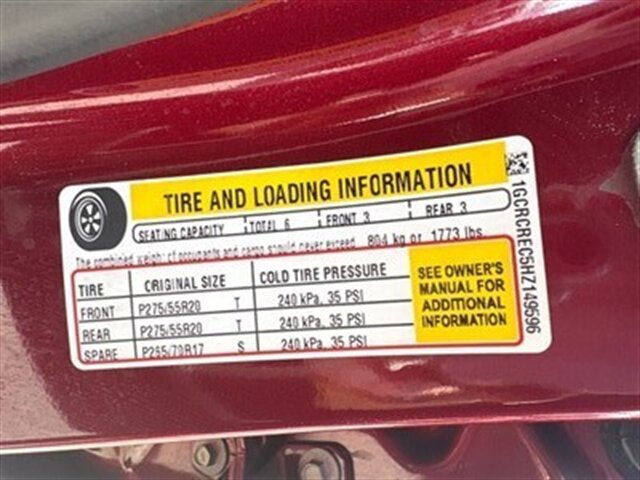 TIRE AND LOADING INFORMATION
SEATING CAPACITY TOTAL 6 FRONT 3 REAR 3
The combined weight of occupants and cargo should never exceed 804 kg or 1773 lbs.
TIRE ORIGINAL SIZE COLD TIRE PRESSURE
FRONT P275/55R20 T 240 kPa, 35 PSI
REAR P275/55R20 T 240 kPa, 35 PSI
SPARE P265/70R17 S 240 kPa, 35 PSI
SEE OWNER'S
MANUAL FOR
ADDITIONAL
INFORMATION
1GCRCREC5HZ149596